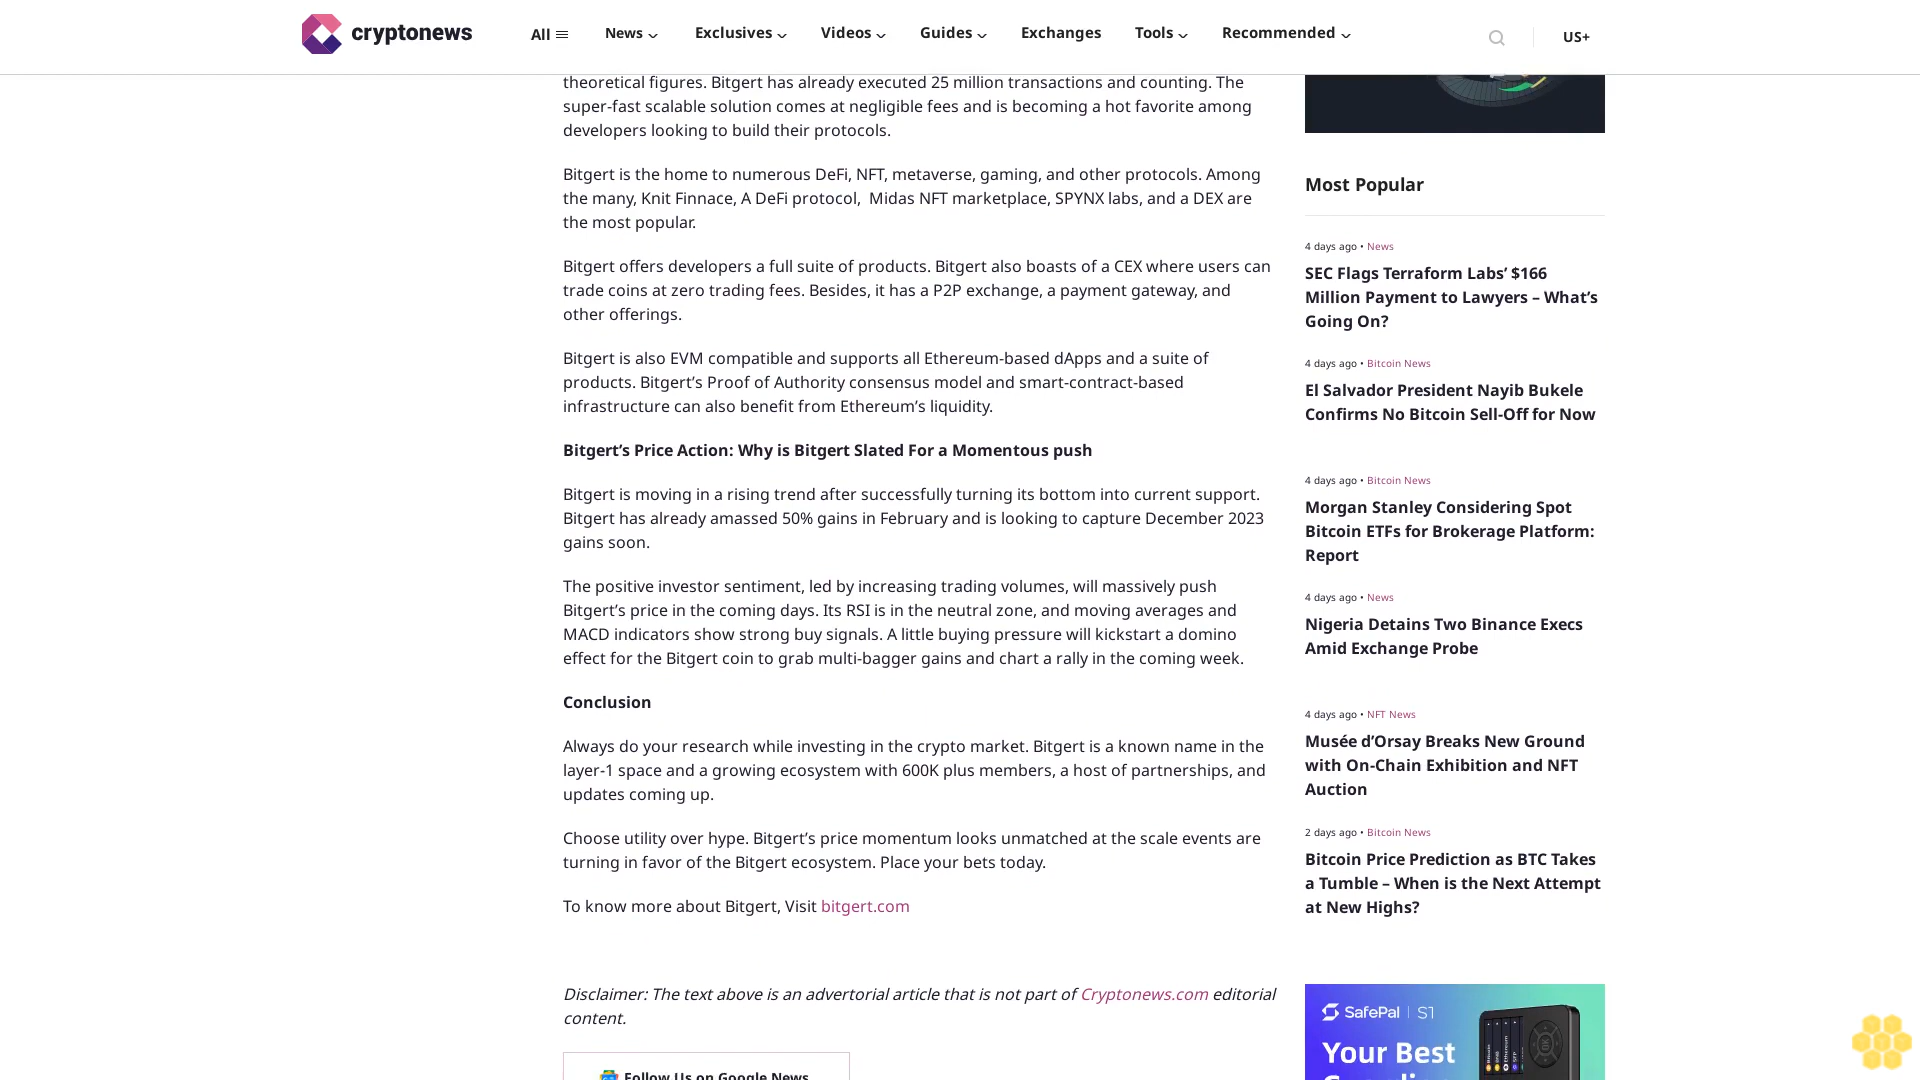 cryptonews
All
News
Exclusives
Videos
Guides
Exchanges
Tools
Recommended
US+
theoretical figures. Bitgert has already executed 25 million transactions and counting. The
super-fast scalable solution comes at negligible fees and is becoming a hot favorite among
developers looking to build their protocols.
Bitgert is the home to numerous DeFi, NFT, metaverse, gaming, and other protocols. Among
the many, Knit Finnace, A DeFi protocol,  Midas NFT marketplace, SPYNX labs, and a DEX are
the most popular.
Bitgert offers developers a full suite of products. Bitgert also boasts of a CEX where users can
trade coins at zero trading fees. Besides, it has a P2P exchange, a payment gateway, and
other offerings.
Bitgert is also EVM compatible and supports all Ethereum-based dApps and a suite of
products. Bitgert’s Proof of Authority consensus model and smart-contract-based
infrastructure can also benefit from Ethereum’s liquidity.
Bitgert’s Price Action: Why is Bitgert Slated For a Momentous push
Bitgert is moving in a rising trend after successfully turning its bottom into current support.
Bitgert has already amassed 50% gains in February and is looking to capture December 2023
gains soon.
The positive investor sentiment, led by increasing trading volumes, will massively push
Bitgert’s price in the coming days. Its RSI is in the neutral zone, and moving averages and
MACD indicators show strong buy signals. A little buying pressure will kickstart a domino
effect for the Bitgert coin to grab multi-bagger gains and chart a rally in the coming week.
Conclusion
Always do your research while investing in the crypto market. Bitgert is a known name in the
layer-1 space and a growing ecosystem with 600K plus members, a host of partnerships, and
updates coming up.
Choose utility over hype. Bitgert’s price momentum looks unmatched at the scale events are
turning in favor of the Bitgert ecosystem. Place your bets today.
To know more about Bitgert, Visit bitgert.com
Disclaimer: The text above is an advertorial article that is not part of Cryptonews.com editorial
content.
Follow Us on Google News
Most Popular
4 days ago • News
SEC Flags Terraform Labs’ $166
Million Payment to Lawyers – What’s
Going On?
4 days ago • Bitcoin News
El Salvador President Nayib Bukele
Confirms No Bitcoin Sell-Off for Now
4 days ago • Bitcoin News
Morgan Stanley Considering Spot
Bitcoin ETFs for Brokerage Platform:
Report
4 days ago • News
Nigeria Detains Two Binance Execs
Amid Exchange Probe
4 days ago • NFT News
Musée d’Orsay Breaks New Ground
with On-Chain Exhibition and NFT
Auction
2 days ago • Bitcoin News
Bitcoin Price Prediction as BTC Takes
a Tumble – When is the Next Attempt
at New Highs?
SafePal | S1
Your Best